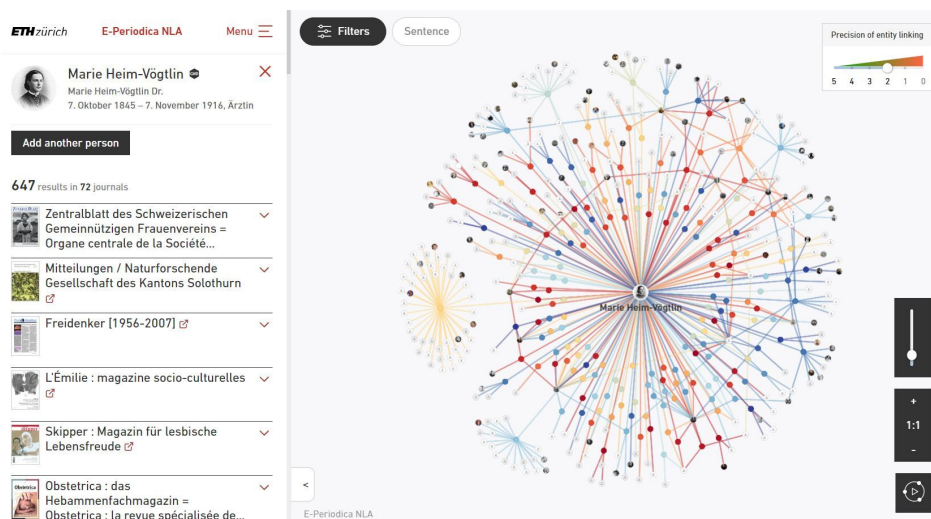 ETH zürich
E-Periodica NLA
Menu
Marie Heim-Vögtlin
Marie Heim-Vögtlin Dr.
7. Oktober 1845 – 7. November 1916, Ärztin
Add another person
647 results in 72 journals
Zentralblatt des Schweizerischen
Gemeinnützigen Frauenvereins =
Organe centrale de la Société...
Mitteilungen / Naturforschende
Gesellschaft des Kantons Solothurn
Freidenker [1956-2007]
L'Émilie : magazine socio-culturelles
Skipper : Magazin für lesbische
Lebensfreude
Obstetrica
Obstetrica : das
Hebammenfachmagazin =
Obstetrica : la revue spécialisée de...
Filters
Sentence
Precision of entity linking
5 4 3 2 1 0
Marie Heim-Vögtlin
+
1:1
-
<
E-Periodica NLA